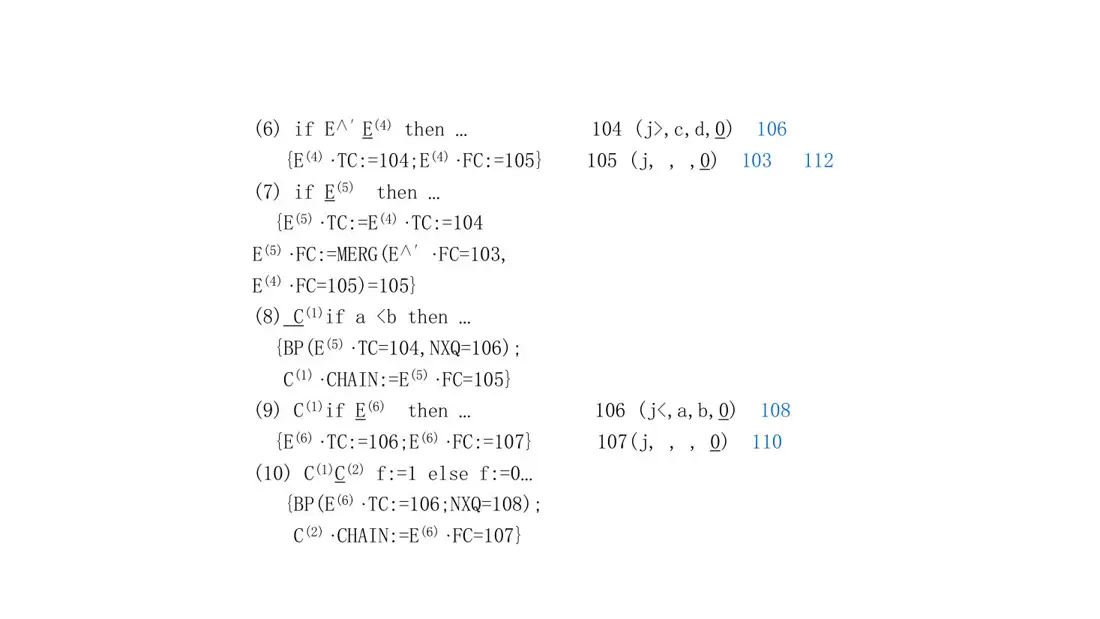 (6) if E∧′ E⁽⁴⁾ then … 104 (j>,c,d,0) 106
{E⁽⁴⁾·TC:=104;E⁽⁴⁾·FC:=105} 105 (j, , ,0) 103 112
(7) if E⁽⁵⁾ then …
{E⁽⁵⁾·TC:=E⁽⁴⁾·TC:=104
E⁽⁵⁾·FC:=MERG(E∧′ ·FC=103,
E⁽⁴⁾·FC=105)=105}
(8) C⁽¹⁾if a <b then …
{BP(E⁽⁵⁾·TC=104,NXQ=106);
C⁽¹⁾·CHAIN:=E⁽⁵⁾·FC=105}
(9) C⁽¹⁾if E⁽⁶⁾ then … 106 (j<,a,b,0) 108
{E⁽⁶⁾·TC:=106;E⁽⁶⁾·FC:=107} 107(j, , , 0) 110
(10) C⁽¹⁾C⁽²⁾ f:=1 else f:=0…
{BP(E⁽⁶⁾·TC:=106;NXQ=108);
C⁽²⁾·CHAIN:=E⁽⁶⁾·FC=107}